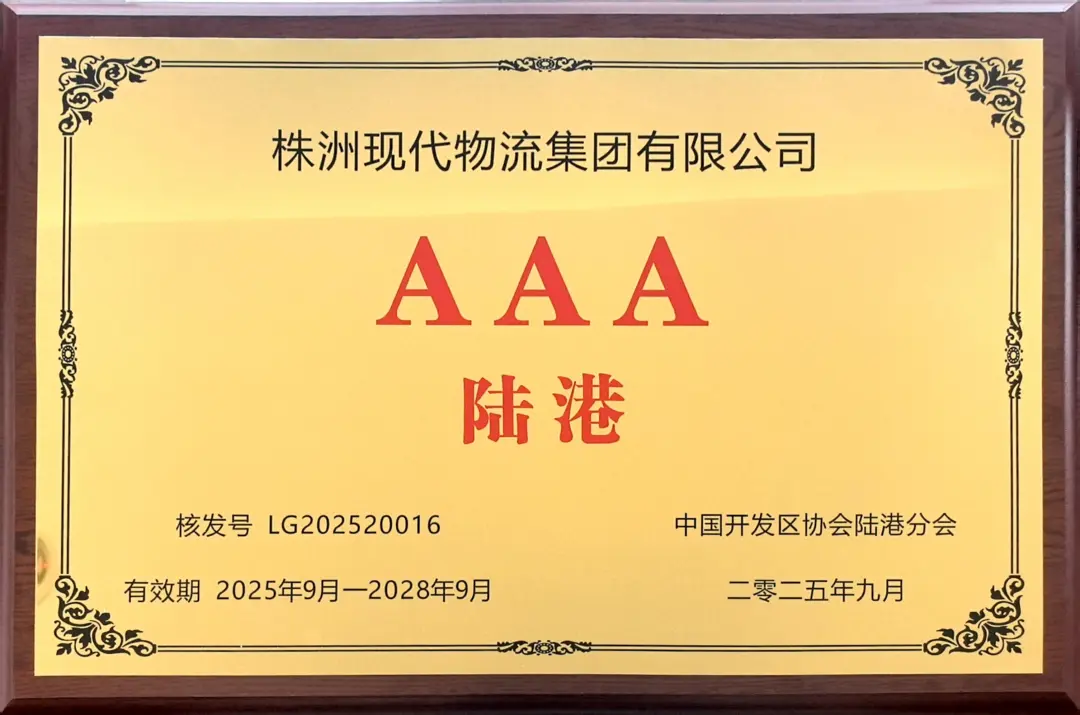 株洲现代物流集团有限公司
AAA
陆港
核发号 LG202520016
中国开发区协会陆港分会
有效期 2025年9月—2028年9月
二零二五年九月